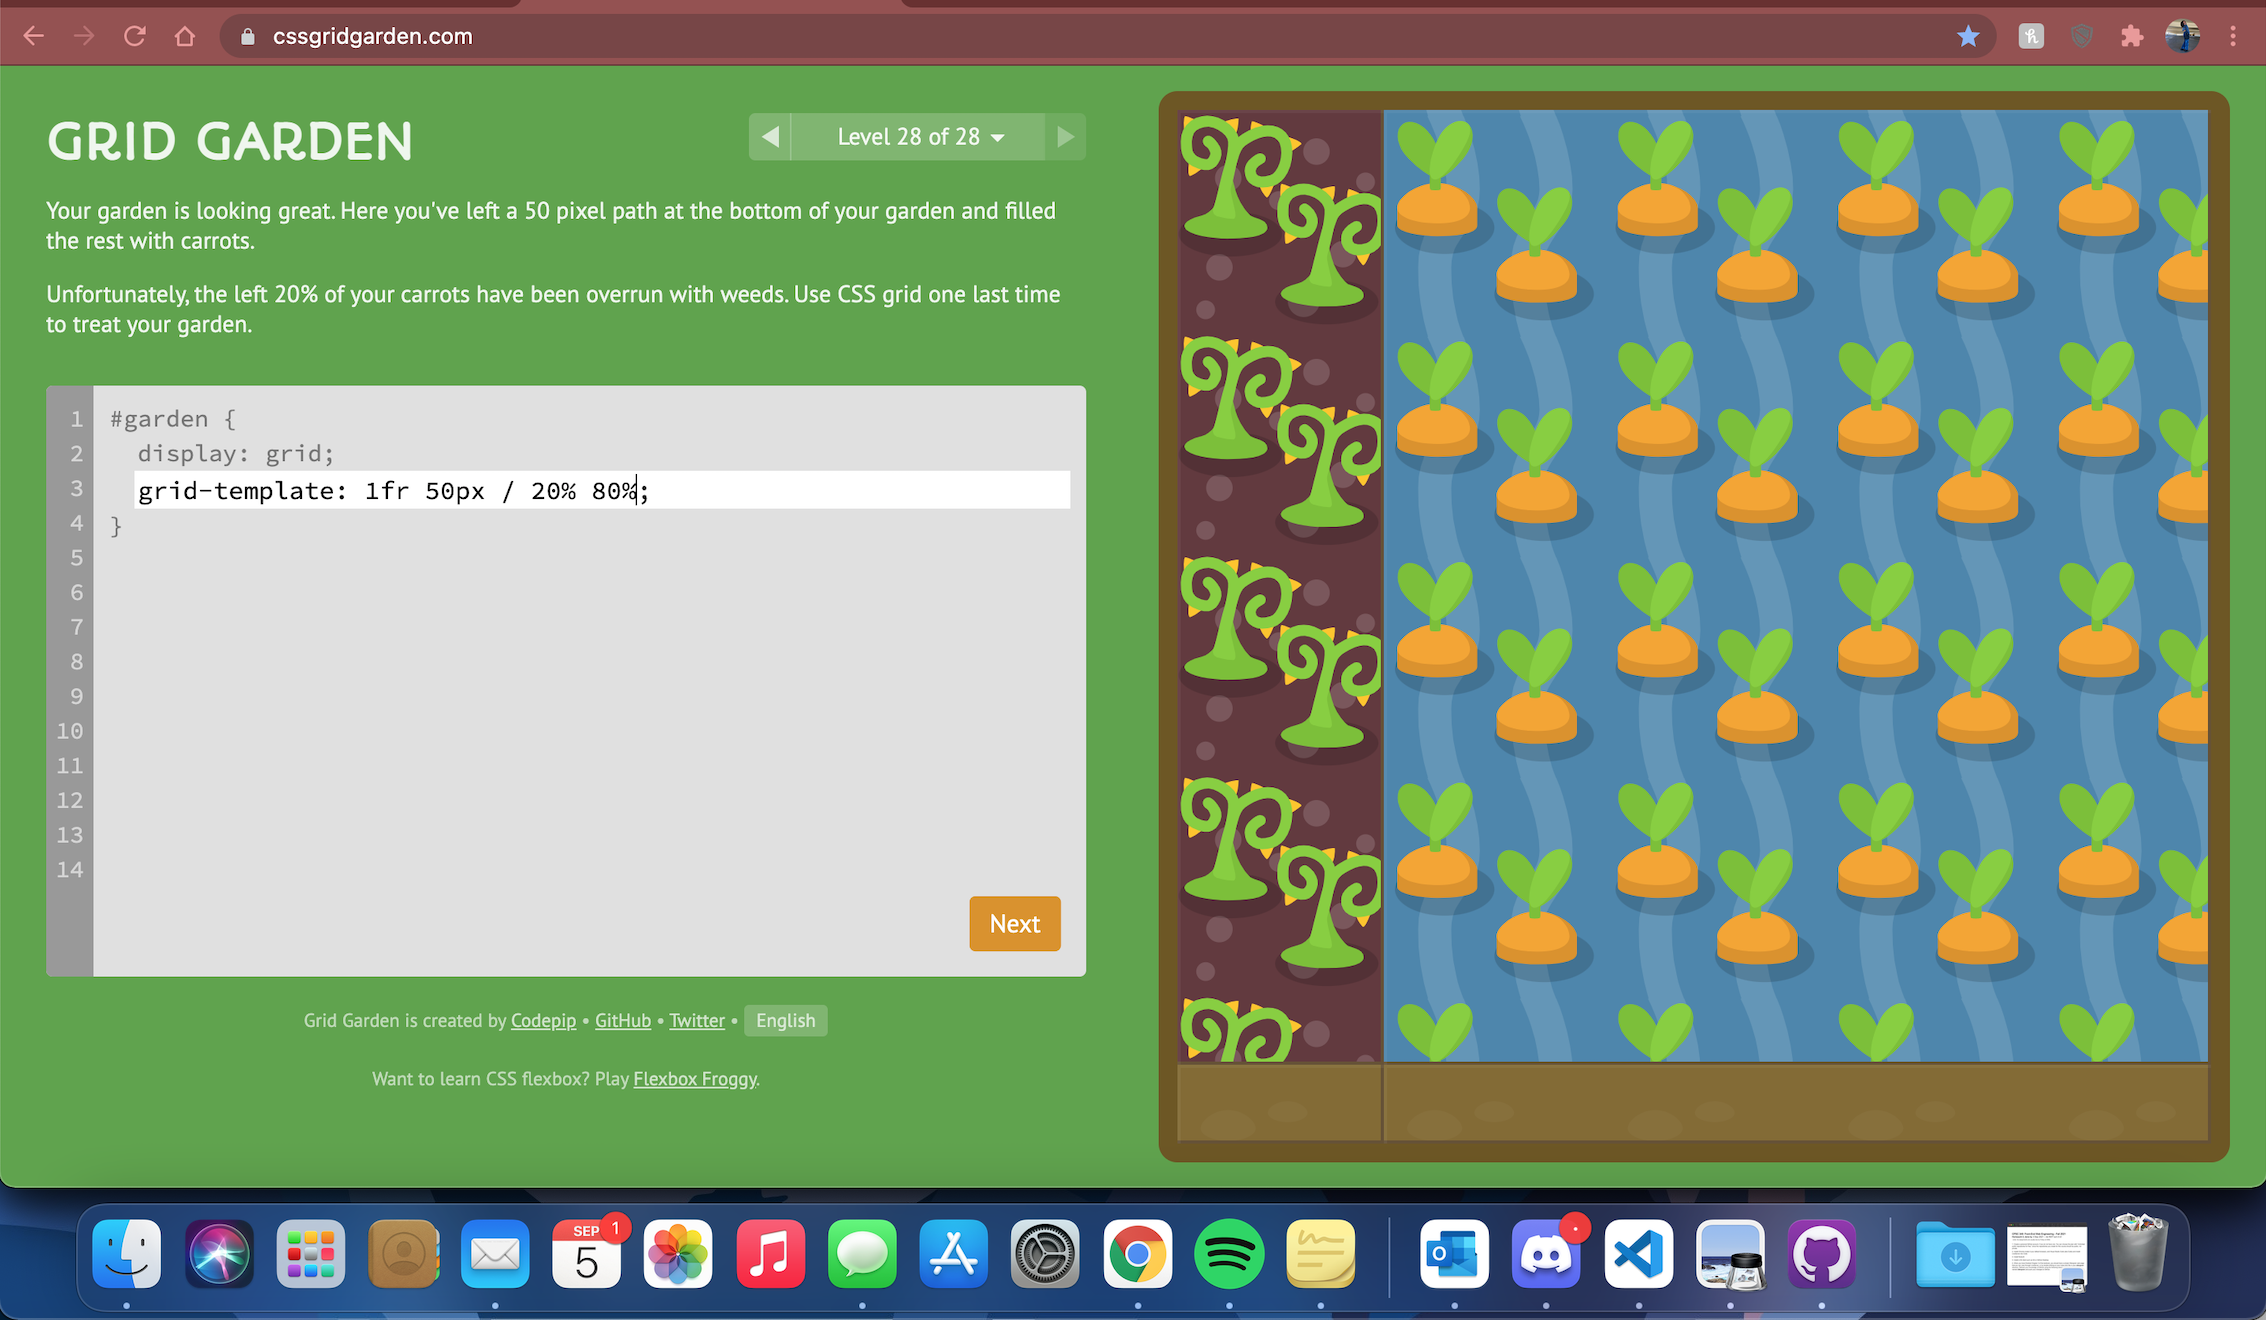 cssgridgarden.com
GRID GARDEN
Level 28 of 28
Your garden is looking great. Here you've left a 50 pixel path at the bottom of your garden and filled
the rest with carrots.
Unfortunately, the left 20% of your carrots have been overrun with weeds. Use CSS grid one last time
to treat your garden.
1 #garden {
2 display: grid;
3 grid-template: 1fr 50px / 20% 80%;
4 }
5
6
7
8
9
10
11
12
13
14
Next
Grid Garden is created by Codepip • GitHub • Twitter • English
Want to learn CSS flexbox? Play Flexbox Froggy.
SEP
1
5